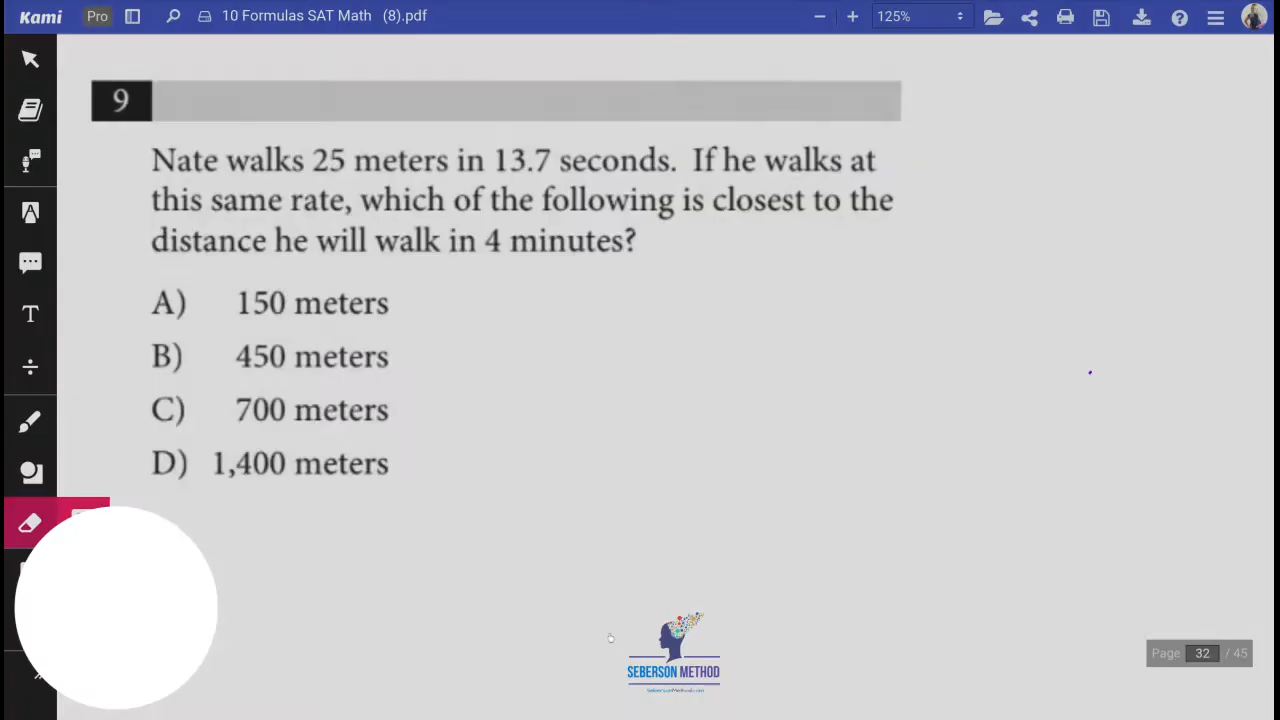 Kami
Pro
10 Formulas SAT Math (8).pdf
125%
9
Nate walks 25 meters in 13.7 seconds. If he walks at
this same rate, which of the following is closest to the
distance he will walk in 4 minutes?
A) 150 meters
B) 450 meters
C) 700 meters
D) 1,400 meters
SEBERSON METHOD
SebersonMethod.com
Page 32 / 45